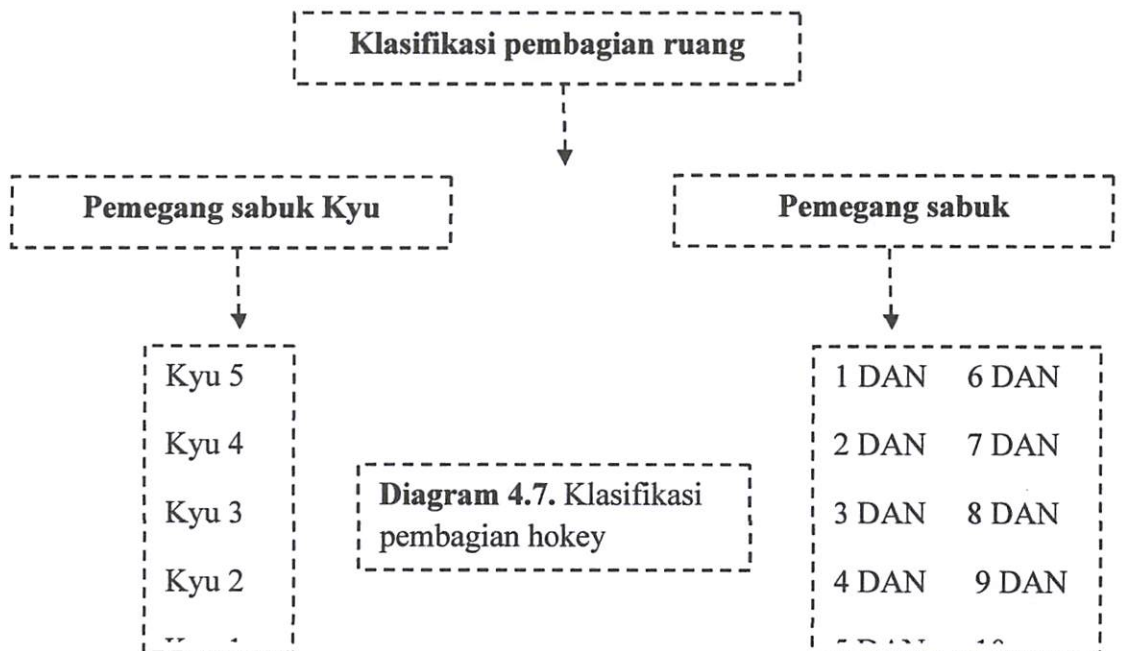 Klasifikasi pembagian ruang
Pemegang sabuk Kyu
Pemegang sabuk
Kyu 5
Kyu 4
Kyu 3
Kyu 2
Diagram 4.7. Klasifikasi
pembagian hokey
1 DAN 6 DAN
2 DAN 7 DAN
3 DAN 8 DAN
4 DAN 9 DAN